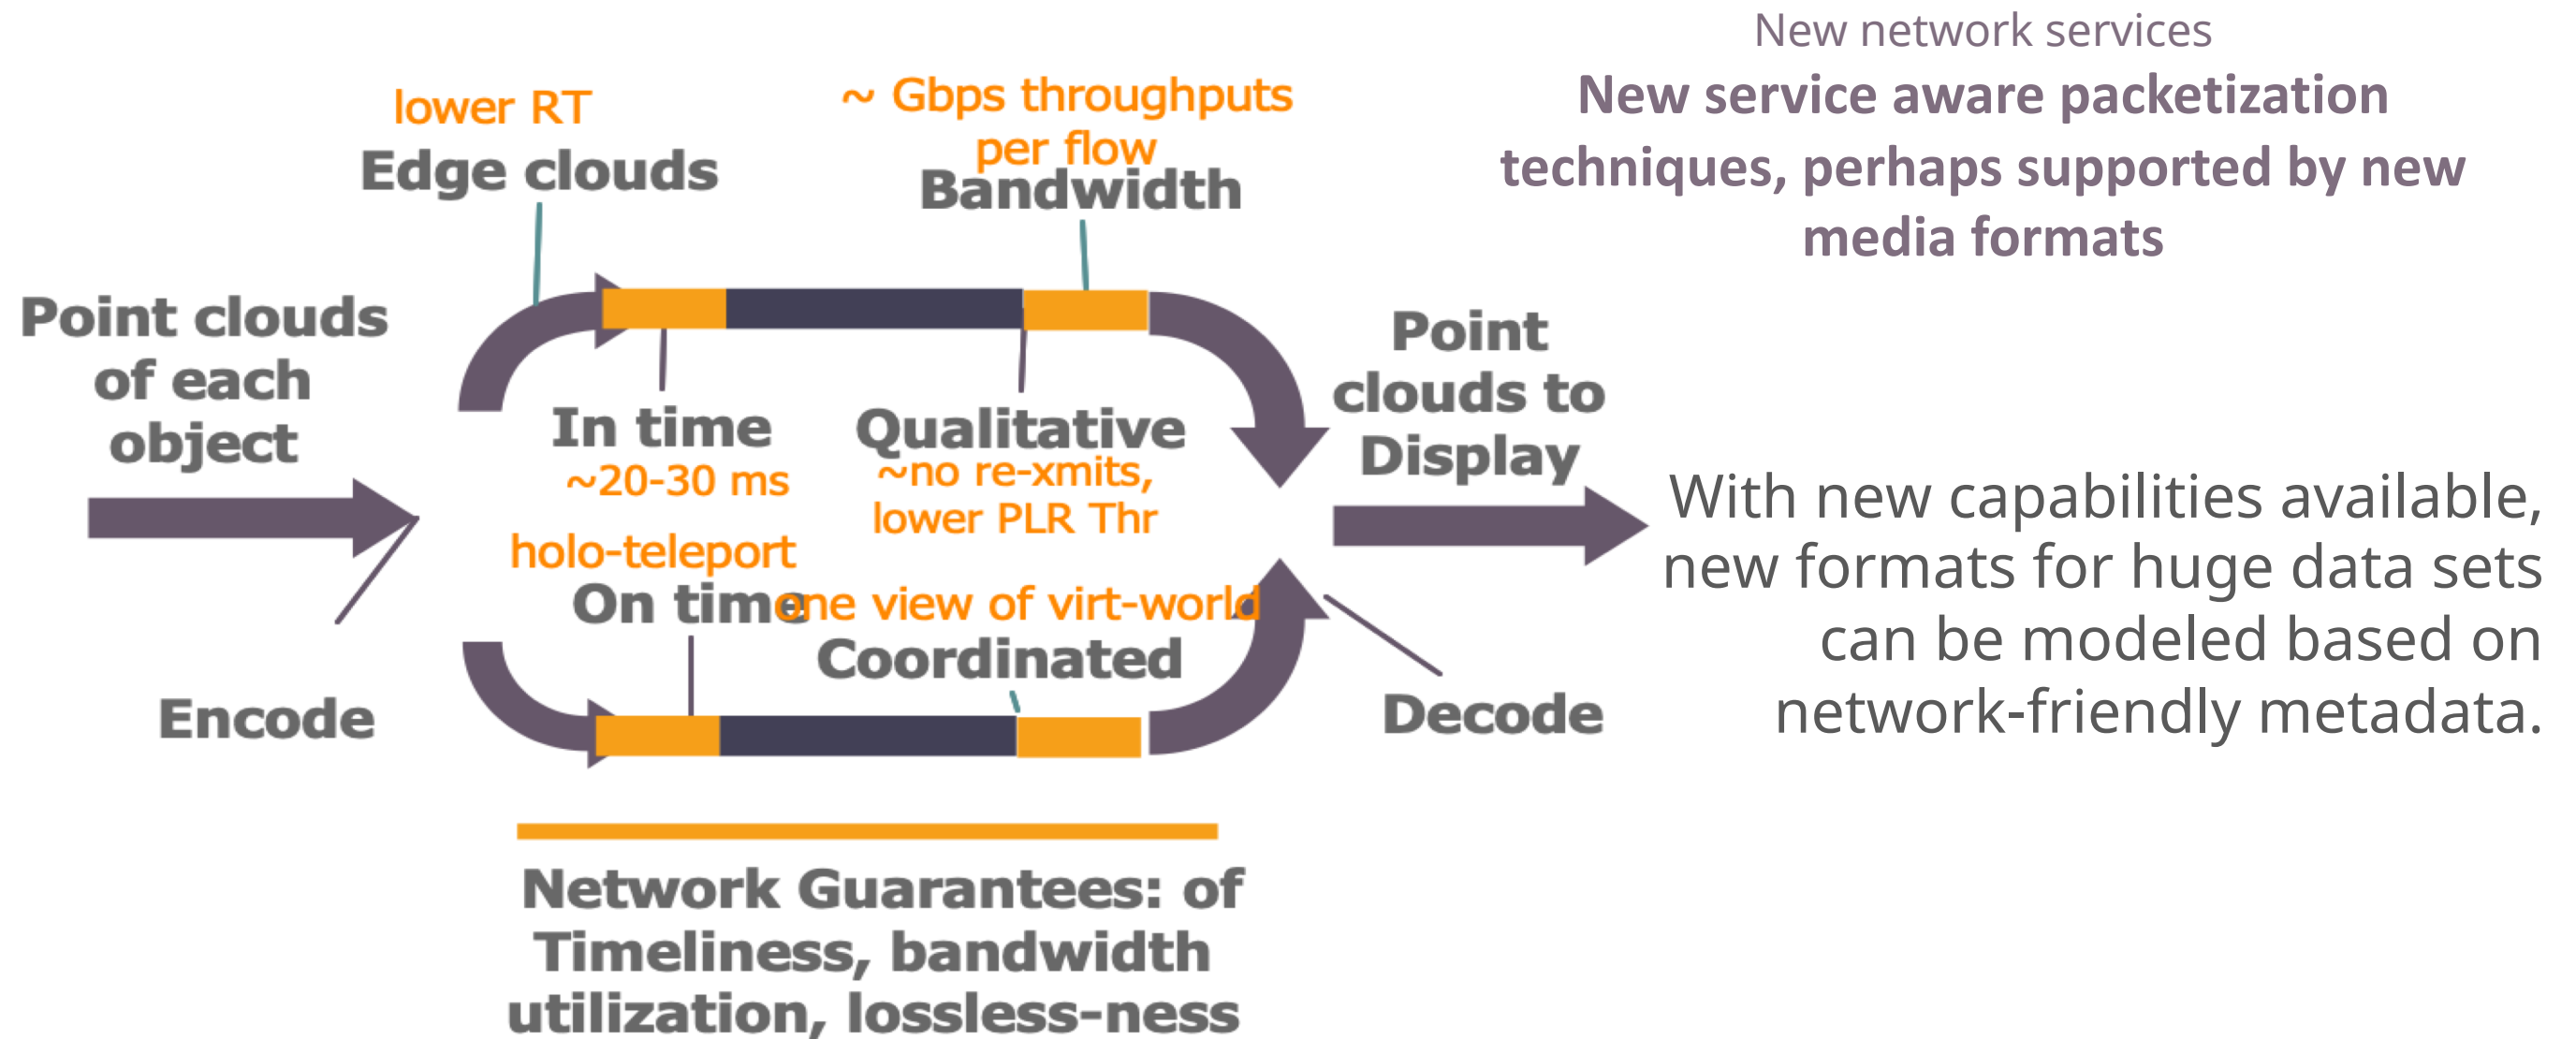 New network services
New service aware packetization
techniques, perhaps supported by new
media formats
lower RT
Edge clouds
~ Gbps throughputs
per flow
Bandwidth
Point clouds
of each
object
In time
~20-30 ms
Qualitative
~no re-xmits,
lower PLR Thr
holo-teleport
On time
one view of virt-world
Coordinated
Encode
Point
clouds to
Display
Decode
With new capabilities available,
new formats for huge data sets
can be modeled based on
network-friendly metadata.
Network Guarantees: of
Timeliness, bandwidth
utilization, lossless-ness